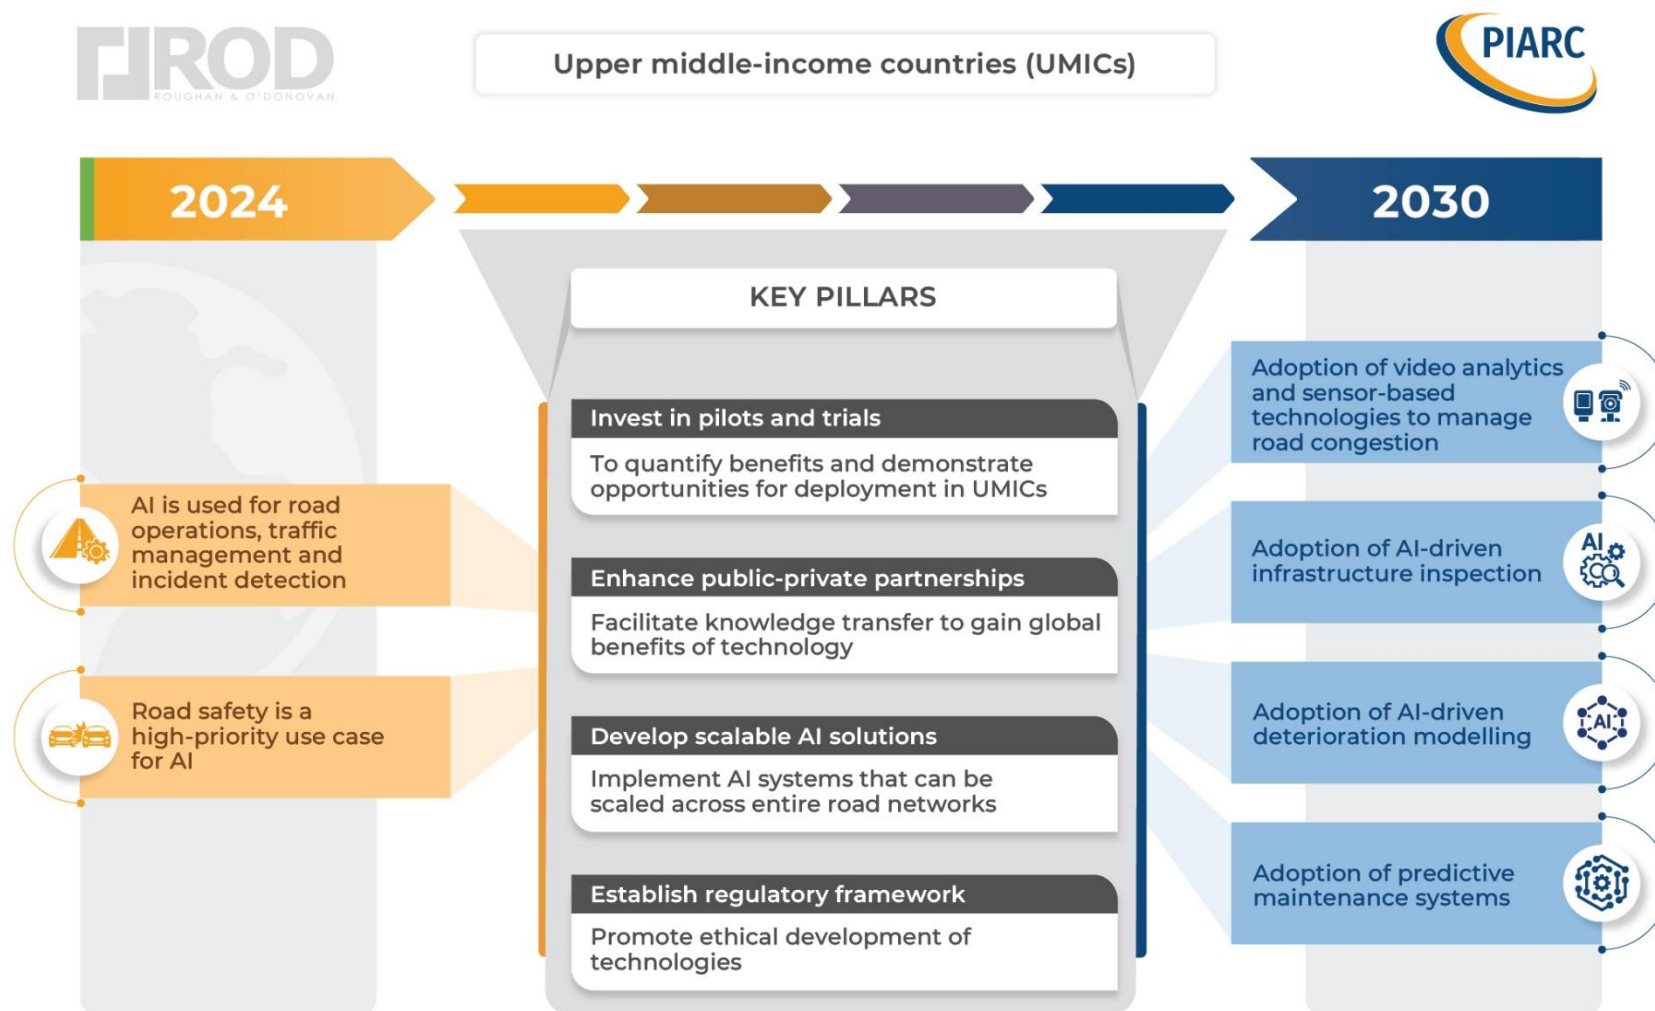 ROD
ROUGHAN & O'DONOVAN
Upper middle-income countries (UMICs)
PIARC
2024
2030
KEY PILLARS
AI is used for road
operations, traffic
management and
incident detection
Road safety is a
high-priority use case
for AI
Invest in pilots and trials
To quantify benefits and demonstrate
opportunities for deployment in UMICs
Enhance public-private partnerships
Facilitate knowledge transfer to gain global
benefits of technology
Develop scalable AI solutions
Implement AI systems that can be
scaled across entire road networks
Establish regulatory framework
Promote ethical development of
technologies
Adoption of video analytics
and sensor-based
technologies to manage
road congestion
Adoption of AI-driven
infrastructure inspection
AI
Adoption of AI-driven
deterioration modelling
AI
Adoption of predictive
maintenance systems